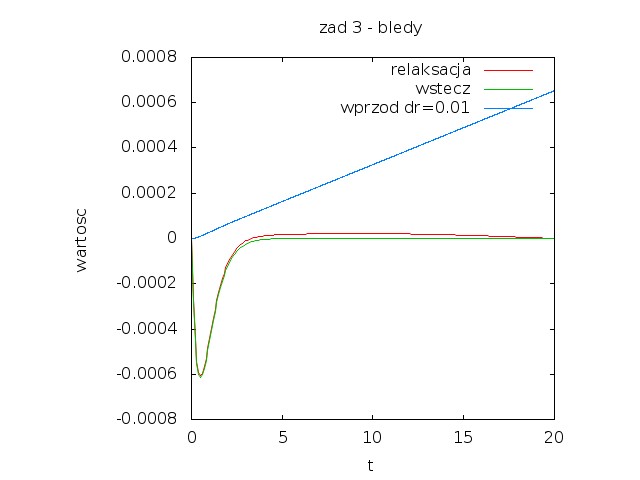 zad 3 - bledy
0.0008
0.0006
0.0004
0.0002
0
-0.0002
-0.0004
-0.0006
-0.0008
wartosc
relaksacja
wstecz
wprzod dr=0.01
0 5 10 15 20
t